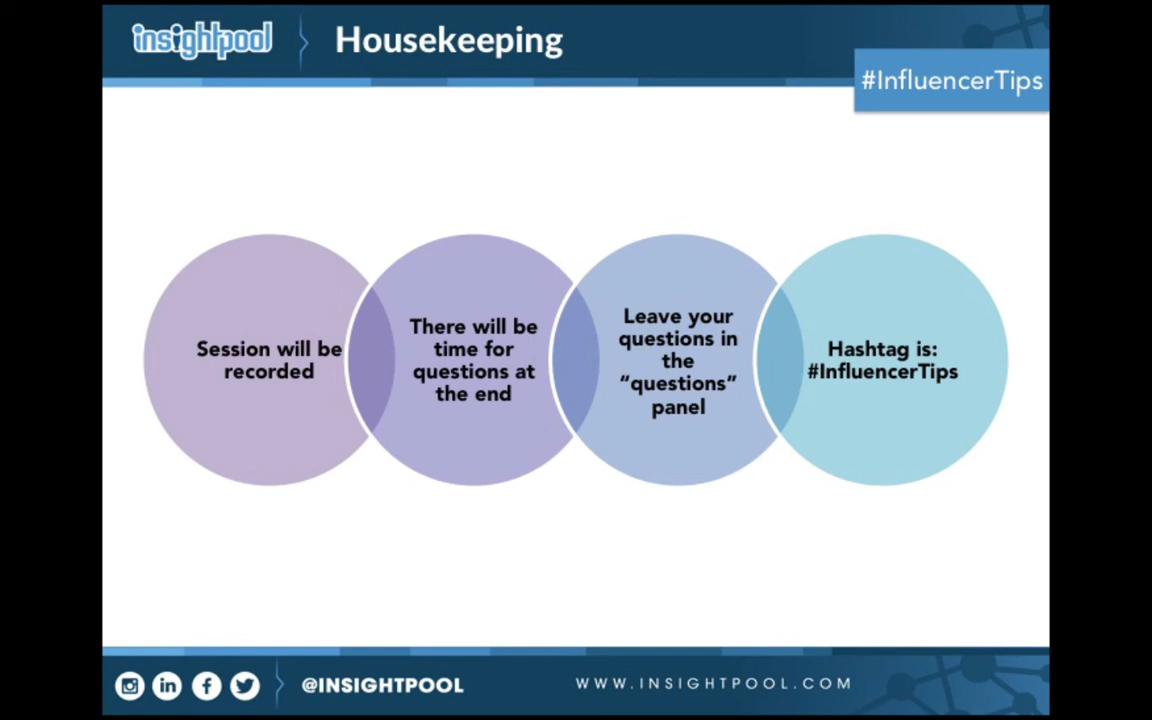 insightpool
Housekeeping
#InfluencerTips
Session will be
recorded
There will be
time for
questions at
the end
Leave your
questions in
the
“questions”
panel
Hashtag is:
#InfluencerTips
@INSIGHTPOOL
WWW.INSIGHTPOOL.COM